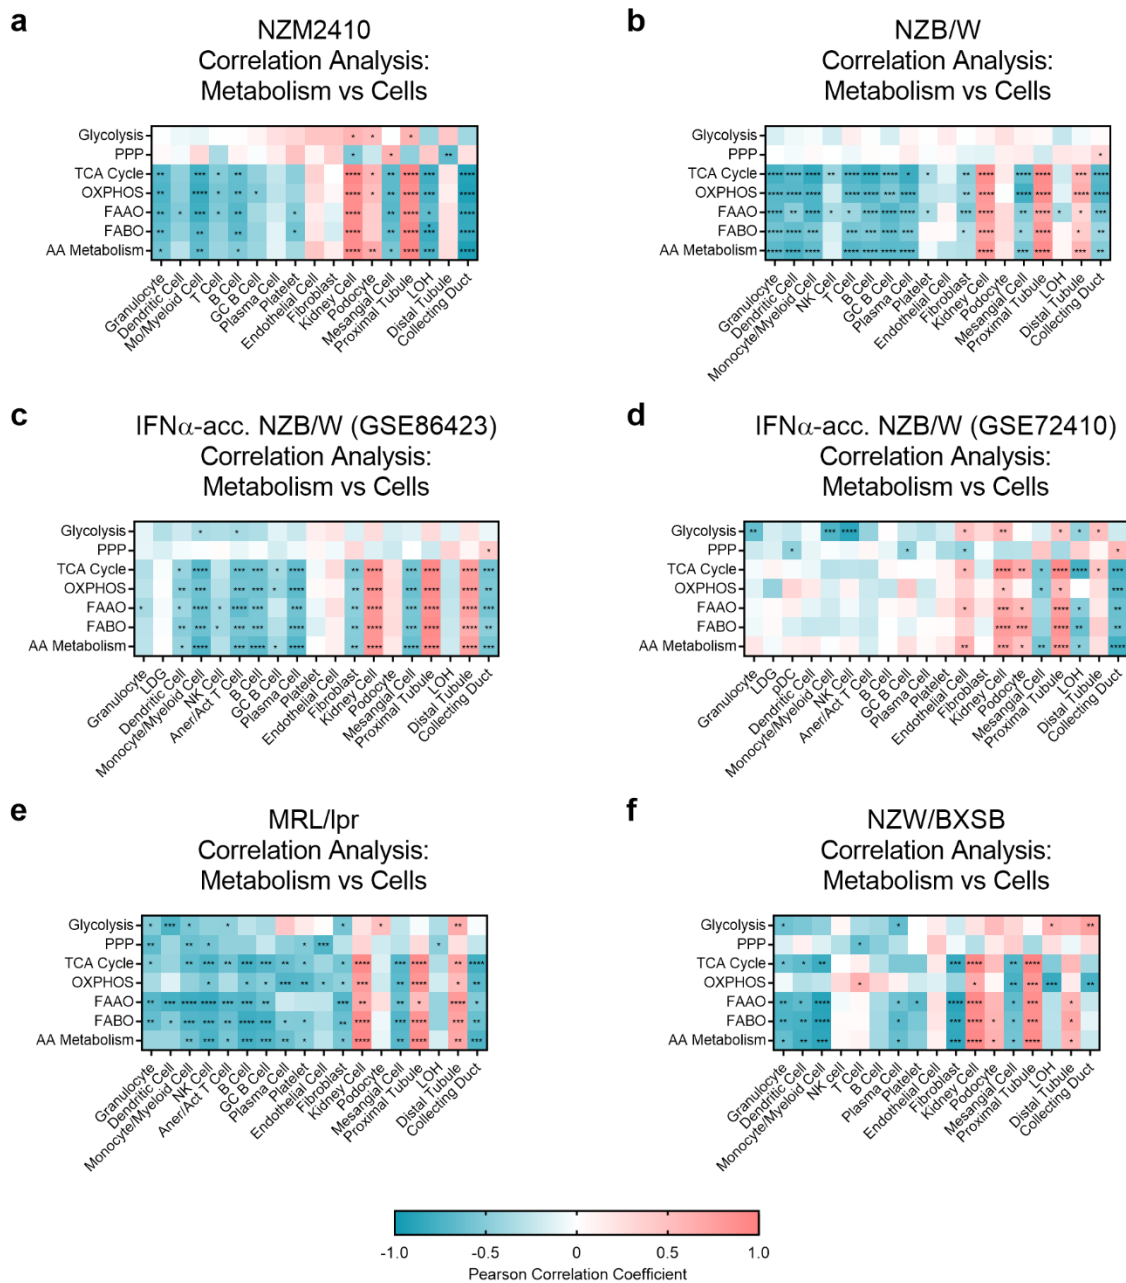 a
NZM2410
Correlation Analysis:
Metabolism vs Cells
Glycolysis
PPP
TCA Cycle
OXPHOS
FAAO
FABO
AA Metabolism
Granulocyte
Dendritic Cell
Mo/Myeloid Cell
T Cell
B Cell
GC B Cell
Plasma Cell
Platelet
Endothelial Cell
Fibroblast
Kidney Cell
Podocyte
Mesangial Cell
Proximal Tubule
LOH
Distal Tubule
Collecting Duct
b
NZB/W
Correlation Analysis:
Metabolism vs Cells
Glycolysis
PPP
TCA Cycle
OXPHOS
FAAO
FABO
AA Metabolism
Granulocyte
Dendritic Cell
Monocyte/Myeloid Cell
NK Cell
T Cell
B Cell
GC B Cell
Plasma Cell
Platelet
Endothelial Cell
Fibroblast
Kidney Cell
Podocyte
Mesangial Cell
Proximal Tubule
LOH
Distal Tubule
Collecting Duct
c
IFNα-acc. NZB/W (GSE86423)
Correlation Analysis:
Metabolism vs Cells
Glycolysis
PPP
TCA Cycle
OXPHOS
FAAO
FABO
AA Metabolism
Granulocyte
LDG
Dendritic Cell
Monocyte/Myeloid Cell
NK Cell
Aner/Act T Cell
B Cell
GC B Cell
Plasma Cell
Platelet
Endothelial Cell
Fibroblast
Kidney Cell
Podocyte
Mesangial Cell
Proximal Tubule
LOH
Distal Tubule
Collecting Duct
d
IFNα-acc. NZB/W (GSE72410)
Correlation Analysis:
Metabolism vs Cells
Glycolysis
PPP
TCA Cycle
OXPHOS
FAAO
FABO
AA Metabolism
Granulocyte
LDG
pDC
Dendritic Cell
Monocyte/Myeloid Cell
NK Cell
Aner/Act T Cell
B Cell
GC B Cell
Plasma Cell
Platelet
Endothelial Cell
Fibroblast
Kidney Cell
Podocyte
Mesangial Cell
Proximal Tubule
LOH
Distal Tubule
Collecting Duct
e
MRL/lpr
Correlation Analysis:
Metabolism vs Cells
Glycolysis
PPP
TCA Cycle
OXPHOS
FAAO
FABO
AA Metabolism
Granulocyte
Dendritic Cell
Monocyte/Myeloid Cell
NK Cell
Aner/Act T Cell
B Cell
GC B Cell
Plasma Cell
Platelet
Endothelial Cell
Fibroblast
Kidney Cell
Podocyte
Mesangial Cell
Proximal Tubule
LOH
Distal Tubule
Collecting Duct
f
NZW/BXSB
Correlation Analysis:
Metabolism vs Cells
Glycolysis
PPP
TCA Cycle
OXPHOS
FAAO
FABO
AA Metabolism
Granulocyte
Dendritic Cell
Monocyte/Myeloid Cell
NK cell
T Cell
B Cell
Plasma Cell
Platelet
Endothelial Cell
Fibroblast
Kidney Cell
Podocyte
Mesangial Cell
Proximal Tubule
LOH
Distal Tubule
Collecting Duct
-1.0 -0.5 0 0.5 1.0
Pearson Correlation Coefficient